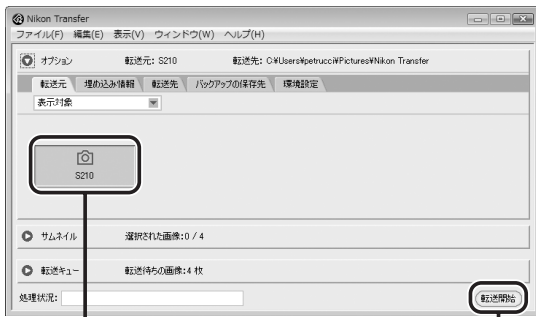 Nikon Transfer
ファイル(F) 編集(E) 表示(V) ウィンドウ(W) ヘルプ(H)
オプション 転送元: S210 転送先: C:¥Users¥petrucci¥Pictures¥Nikon Transfer
転送元 埋め込み情報 転送先 バックアップの保存先 環境設定
表示対象
S210
サムネイル 選択された画像:0 / 4
転送キュー 転送待ちの画像:4 枚
処理状況: 転送開始